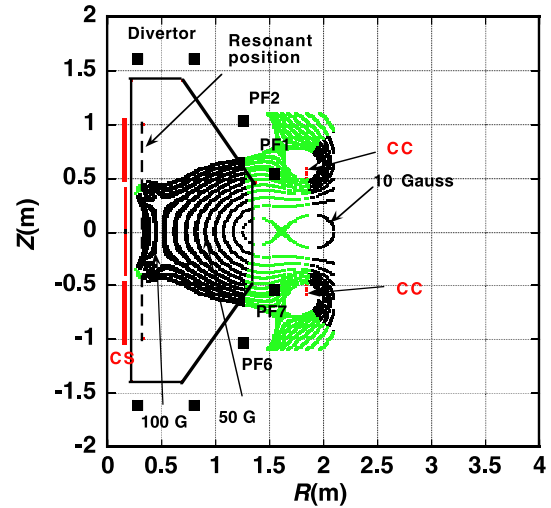 2
1.5
1
0.5
0
-0.5
-1
-1.5
-2
Z(m)
Divertor
Resonant
position
PF2
PF1
CC
10 Gauss
CC
PF7
PF6
CS
100 G
50 G
0 0.5 1 1.5 2 2.5 3 3.5 4
R(m)